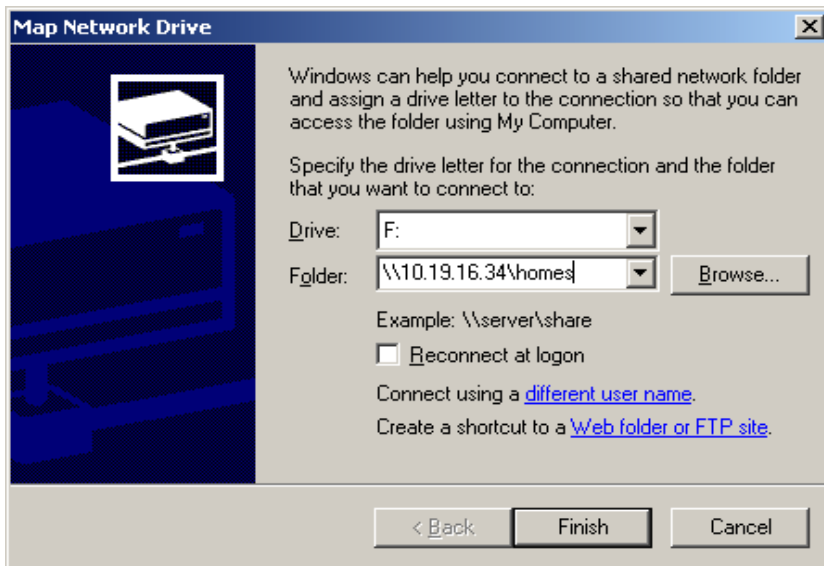 Map Network Drive
Windows can help you connect to a shared network folder
and assign a drive letter to the connection so that you can
access the folder using My Computer.
Specify the drive letter for the connection and the folder
that you want to connect to:
Drive: F:
Folder: \\10.19.16.34\homes Browse...
Example: \\server\share
Reconnect at logon
Connect using a different user name.
Create a shortcut to a Web folder or FTP site.
< Back Finish Cancel